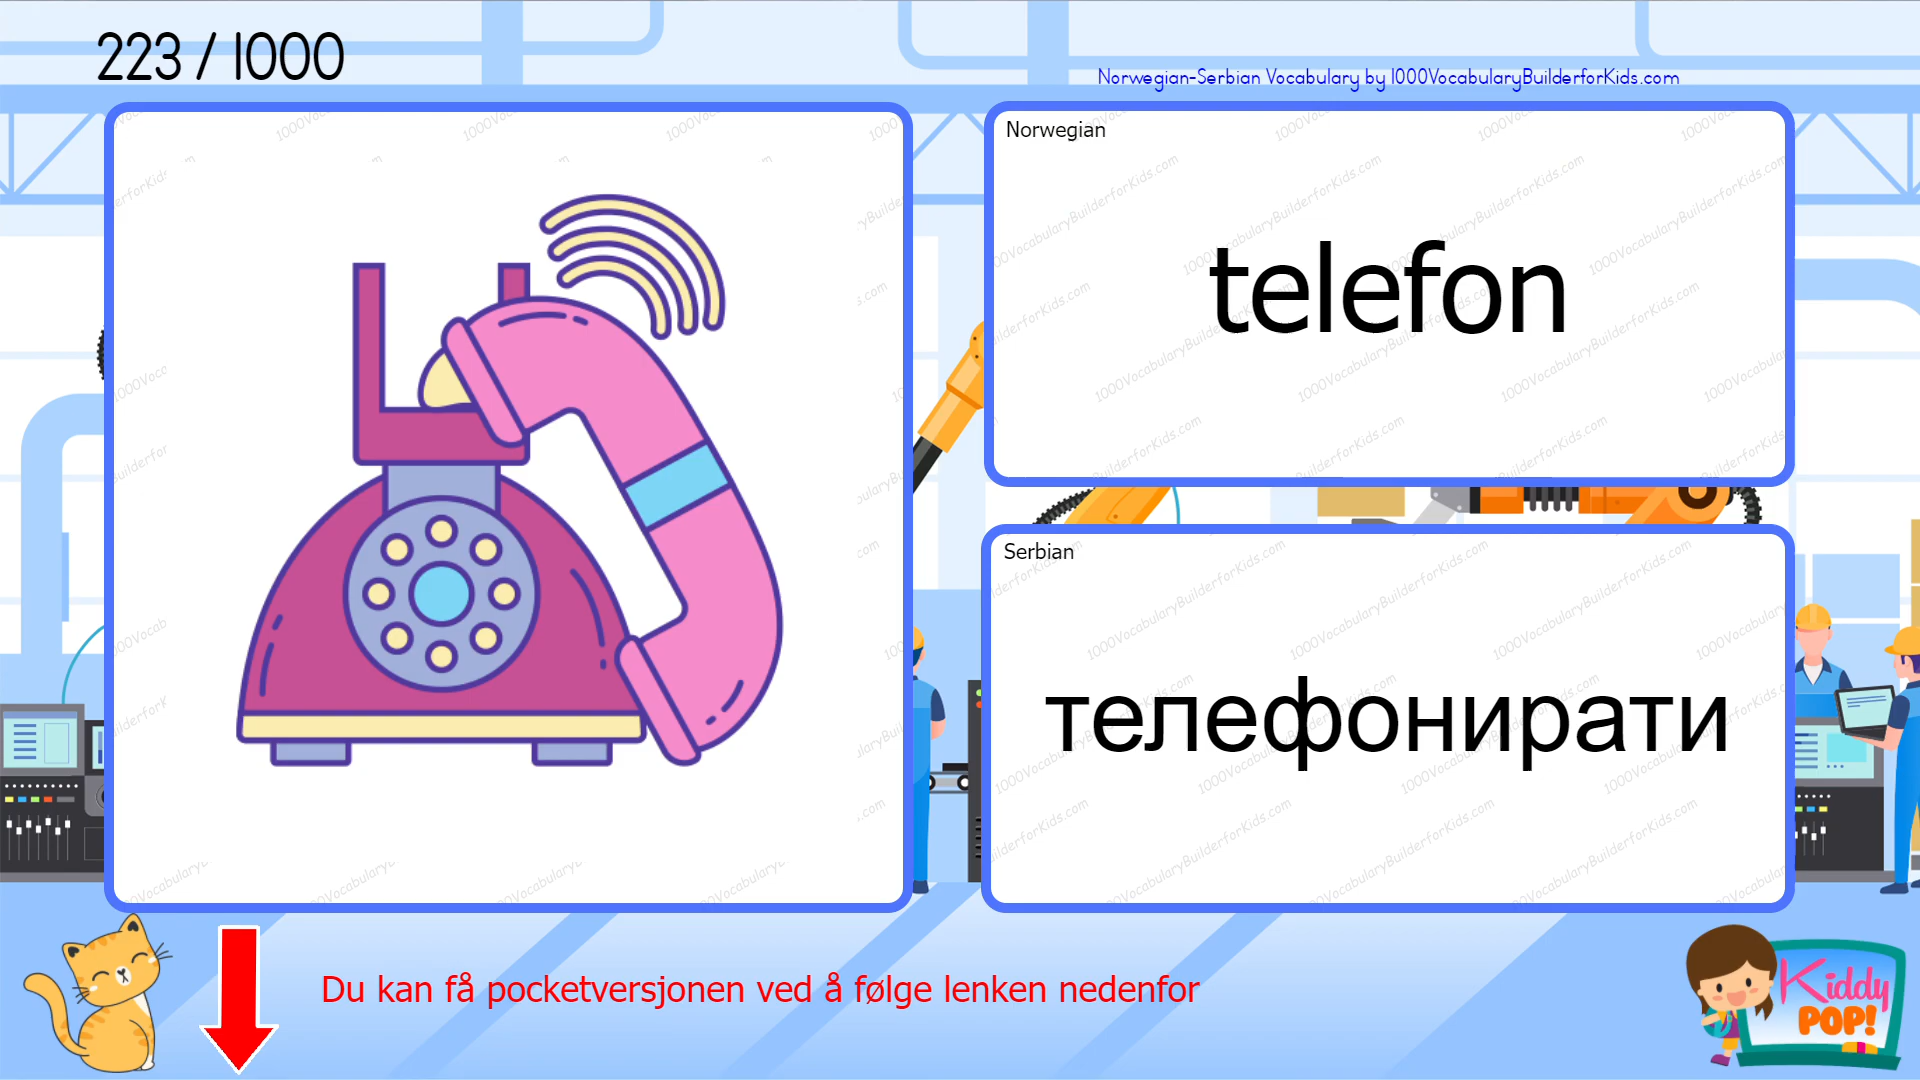 223 / 1000
Norwegian-Serbian Vocabulary by 1000VocabularyBuilderforKids.com
Norwegian
telefon
Serbian
телефонирати
Du kan få pocketversjonen ved å følge lenken nedenfor
Kiddy
POP!